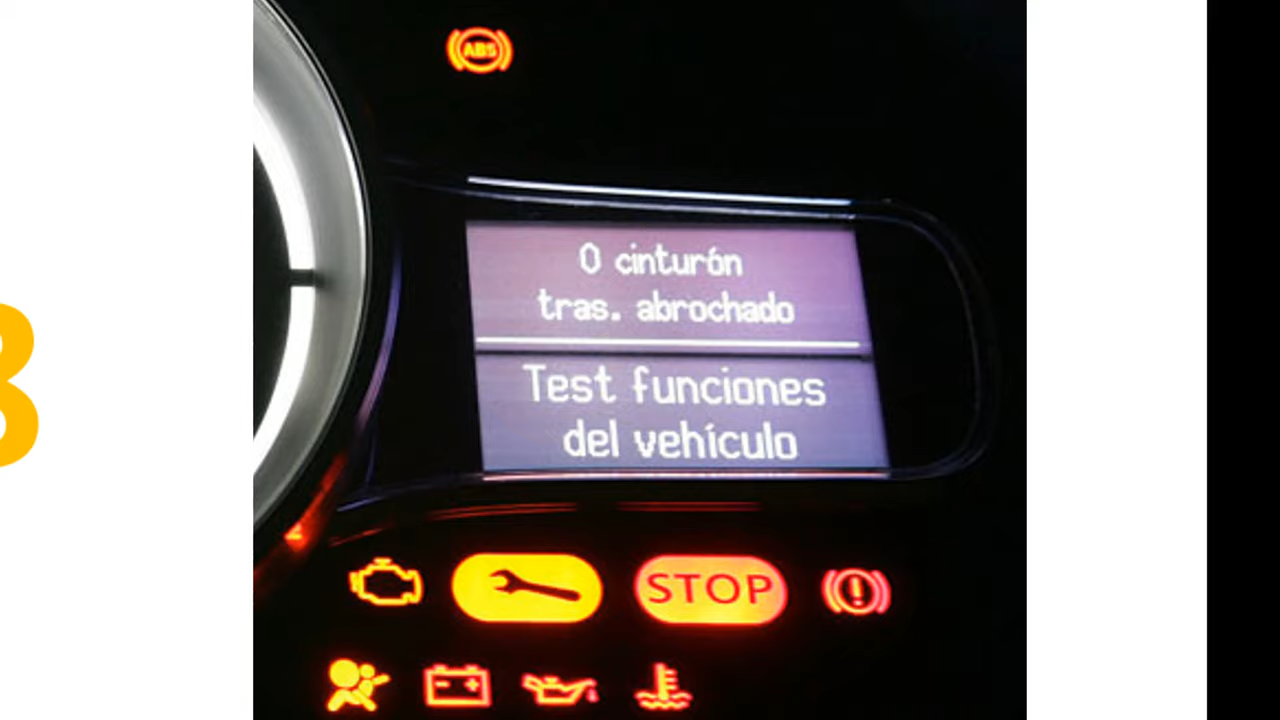 ABS
0 cinturón
tras. abrochado
Test funciones
del vehículo
STOP